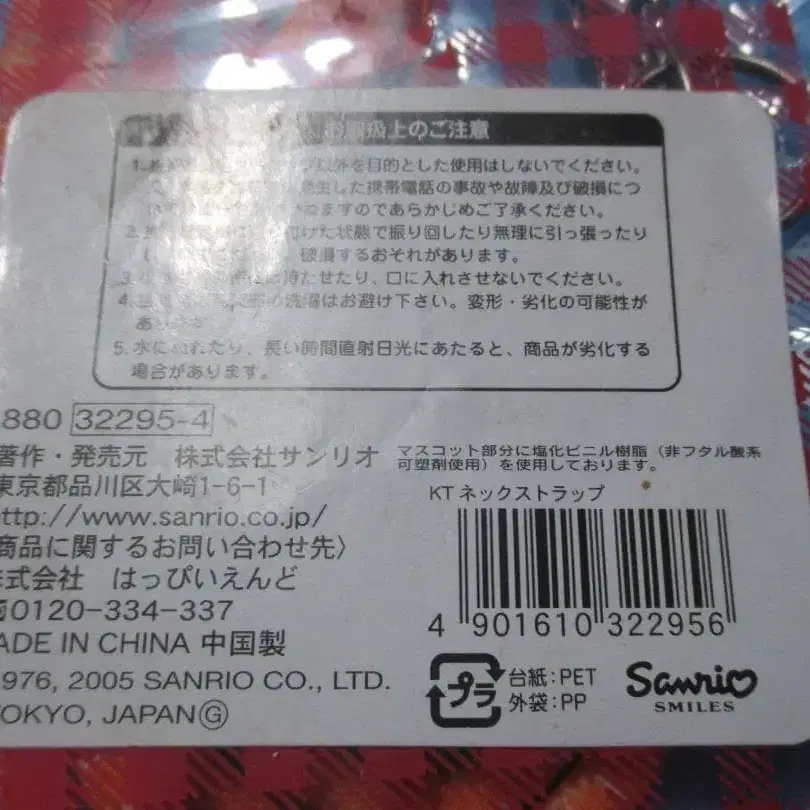 お取扱上のご注意
1. 以外を目的とした使用はしないでください。
した携帯電話の事故や故障及び破損につ
ますのであらかじめご了承ください。
2. けた状態で振り回したり無理に引っ張ったり
破損するおそれがあります。
3. 持たせたり、口に入れさせないでください。
4. の洗濯はお避け下さい。変形・劣化の可能性が
あ
5. 水にぬれたり、長い時間直射日光にあたると、商品が劣化する
場合があります。
880 32295-4
著作・発売元 株式会社サンリオ
東京都品川区大崎1-6-1
http://www.sanrio.co.jp/
商品に関するお問い合わせ先〉
式会社 はっぴいえんど
0120-334-337
ADE IN CHINA 中国製
976, 2005 SANRIO CO., LTD.
TOKYO, JAPANⒼ
マスコット部分に塩化ビニル樹脂（非フタル酸系
可塑剤使用）を使用しております。
KT ネックストラップ
4 901610 322956
プラ
台紙:PET
外袋:PP
Sanrio
SMILES